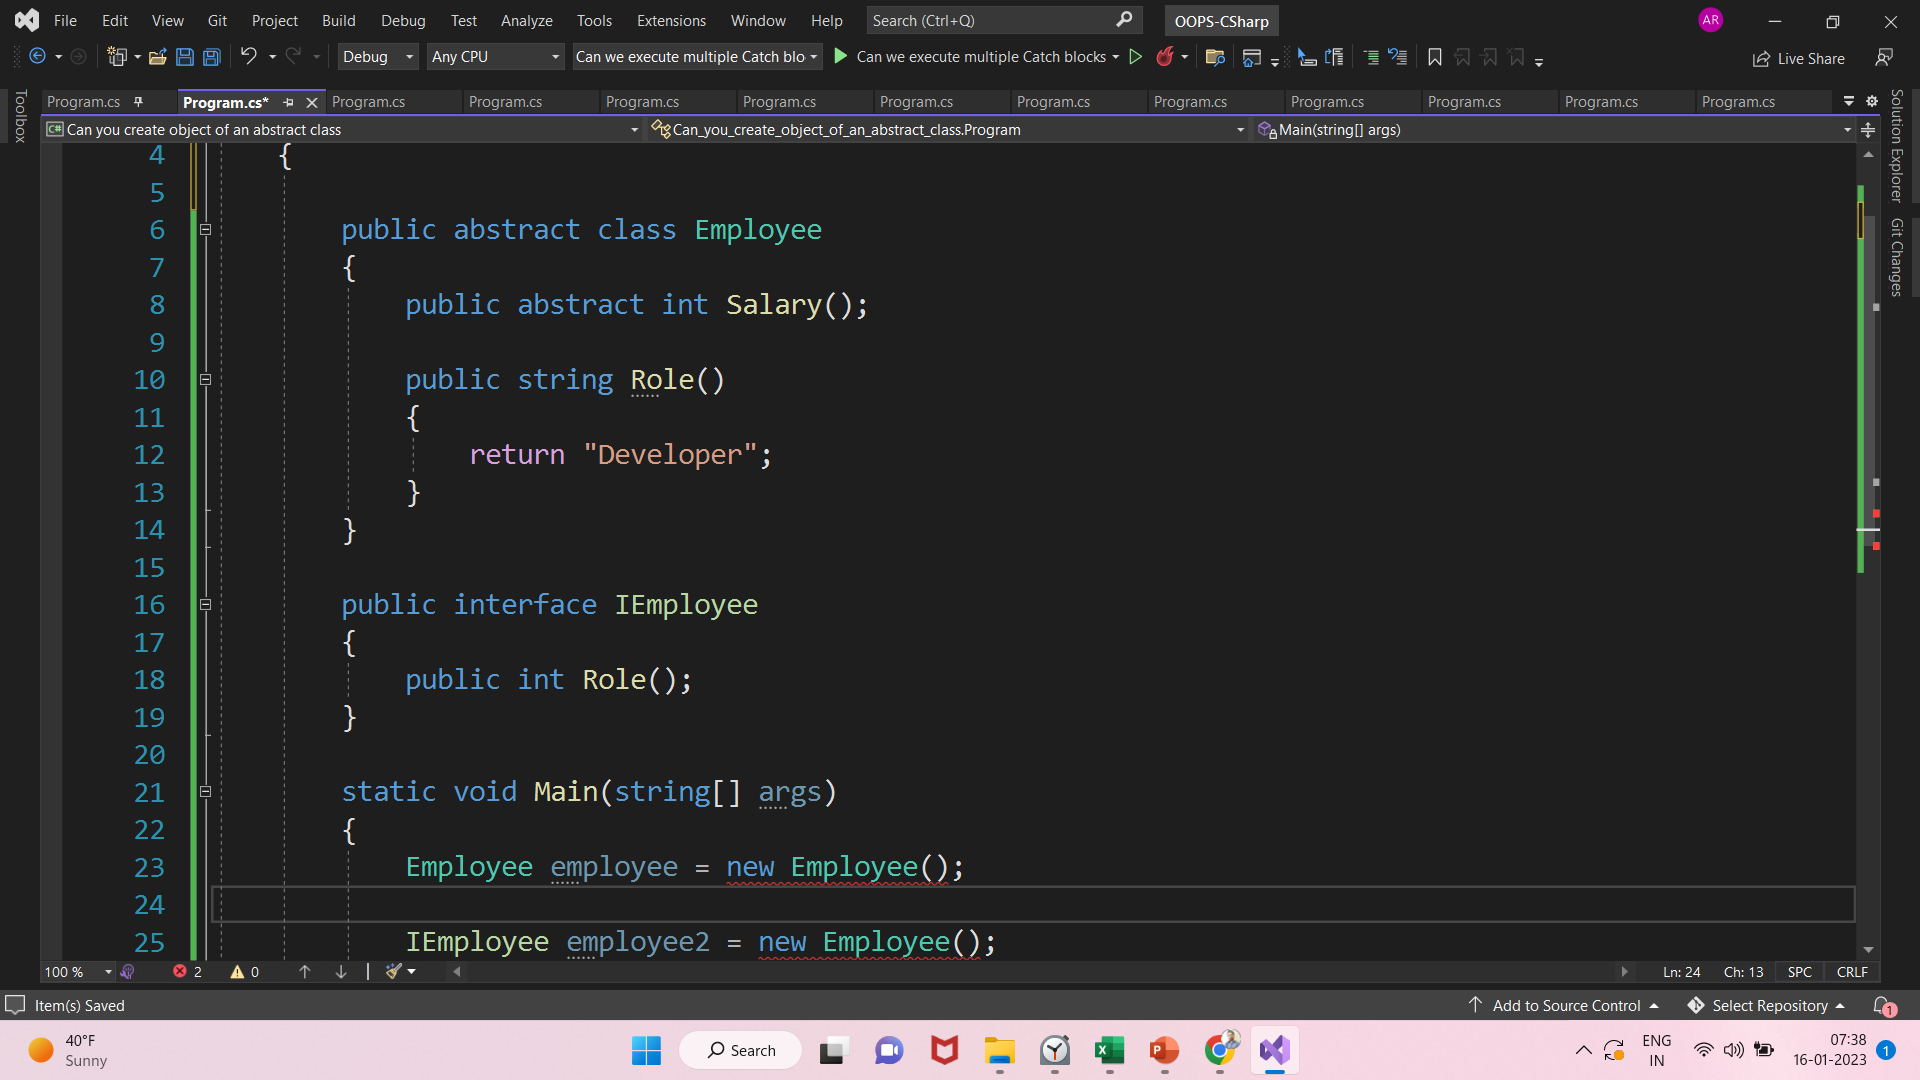 File Edit View Git Project Build Debug Test Analyze Tools Extensions Window Help Search (Ctrl+Q) OOPS-CSharp AR
Debug Any CPU Can we execute multiple Catch blo Can we execute multiple Catch blocks Live Share
Toolbox
Program.cs Program.cs* Program.cs Program.cs Program.cs Program.cs Program.cs Program.cs Program.cs Program.cs Program.cs Program.cs Program.cs
C# Can you create object of an abstract class Can_you_create_object_of_an_abstract_class.Program Main(string[] args)
4 {
5
6 public abstract class Employee
7 {
8 public abstract int Salary();
9
10 public string Role()
11 {
12 return "Developer";
13 }
14 }
15
16 public interface IEmployee
17 {
18 public int Role();
19 }
20
21 static void Main(string[] args)
22 {
23 Employee employee = new Employee();
24
25 IEmployee employee2 = new Employee();
Solution Explorer
Git Changes
100 % 2 0 Ln: 24 Ch: 13 SPC CRLF
Item(s) Saved Add to Source Control Select Repository 1
40°F
Sunny
Search
ENG
IN
07:38
16-01-2023
1